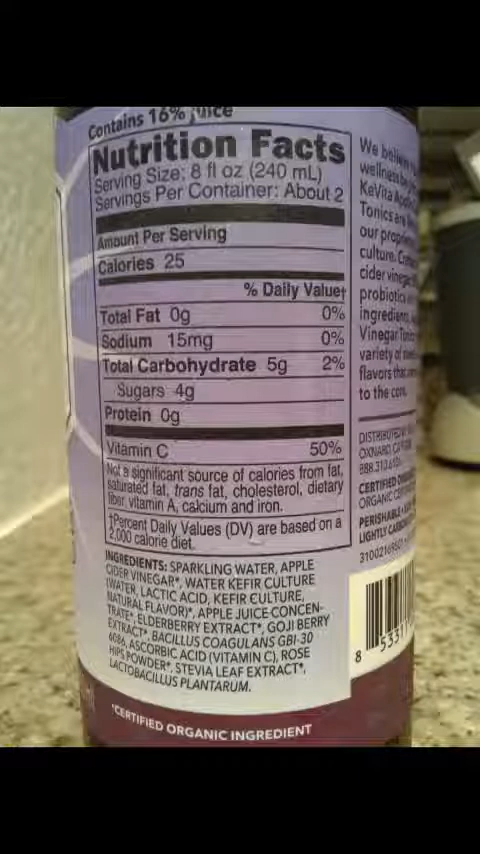 Contains 16% juice
Nutrition Facts
Serving Size: 8 fl oz (240 mL)
Servings Per Container: About 2
Amount Per Serving
Calories 25
% Daily Value†
Total Fat 0g 0%
Sodium 15mg 0%
Total Carbohydrate 5g 2%
Sugars 4g
Protein 0g
Vitamin C 50%
Not a significant source of calories from fat,
saturated fat, trans fat, cholesterol, dietary
fiber, vitamin A, calcium and iron.
†Percent Daily Values (DV) are based on a
2,000 calorie diet.
INGREDIENTS: SPARKLING WATER, APPLE
CIDER VINEGAR*, WATER KEFIR CULTURE
(WATER, LACTIC ACID, KEFIR CULTURE,
NATURAL FLAVOR)*, APPLE JUICE CONCEN-
TRATE*, ELDERBERRY EXTRACT*, GOJI BERRY
EXTRACT*, BACILLUS COAGULANS GBI-30
6086, ASCORBIC ACID (VITAMIN C), ROSE
HIPS POWDER*, STEVIA LEAF EXTRACT*,
LACTOBACILLUS PLANTARUM.
*CERTIFIED ORGANIC INGREDIENT
We believe
wellness
KeVita
Tonics are
our
culture.
cider vinegar
probiotics
ingredients,
Vinegar
variety of
flavors that
to the core.
DISTRIBUTED
OXNARD,
888.310
CERTIFIED
ORGANIC
PERISHABLE
LIGHTLY
8 5331